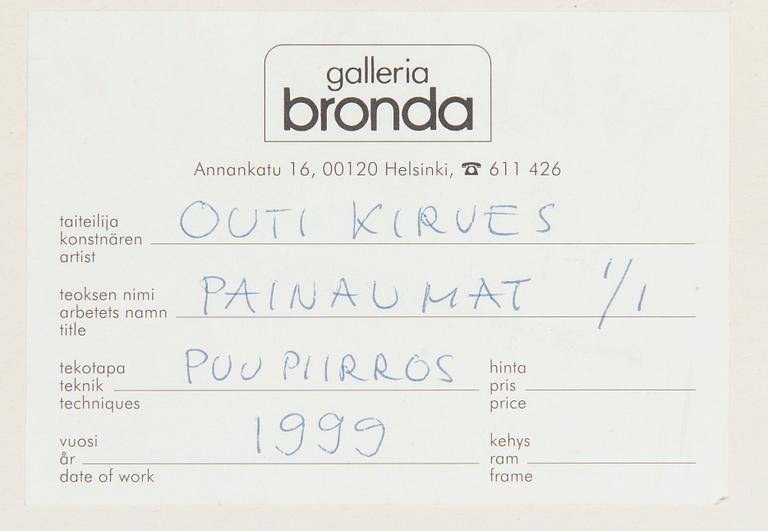 galleria
bronda
Annankatu 16, 00120 Helsinki, ☎ 611 426
taiteilija
konstnären OUTI KIRVES
artist
teoksen nimi
arbetets namn PAINAUMAT 1/1
title
tekotapa hinta
teknik PUUPIIRROS pris
techniques price
vuosi kehys
år 1999 ram
date of work frame